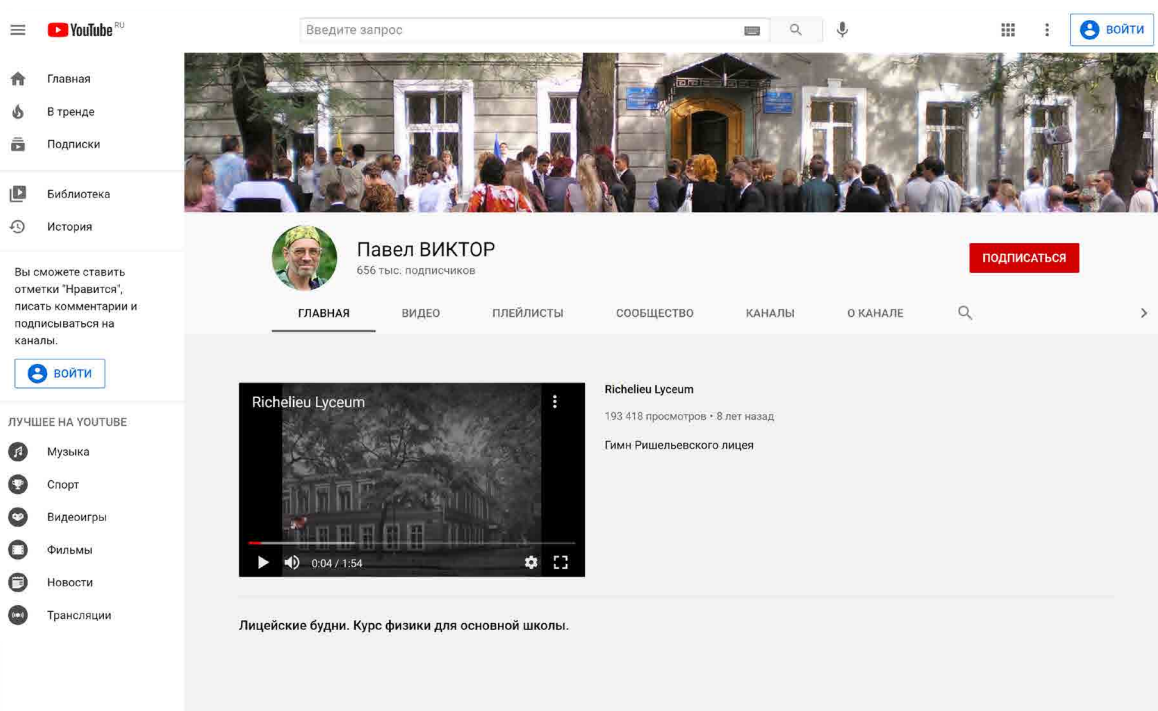 YouTube RU
Введите запрос
ВОЙТИ
Главная
В тренде
Подписки
Библиотека
История
Вы сможете ставить
отметки "Нравится",
писать комментарии и
подписываться на
каналы.
ВОЙТИ
ЛУЧШЕЕ НА YOUTUBE
Музыка
Спорт
Видеоигры
Фильмы
Новости
Трансляции
Павел ВИКТОР
656 тыс. подписчиков
ПОДПИСАТЬСЯ
ГЛАВНАЯ ВИДЕО ПЛЕЙЛИСТЫ СООБЩЕСТВО КАНАЛЫ О КАНАЛЕ
Richelieu Lyceum
0:04 / 1:54
Richelieu Lyceum
193 418 просмотров • 8 лет назад
Гимн Ришельевского лицея
Лицейские будни. Курс физики для основной школы.